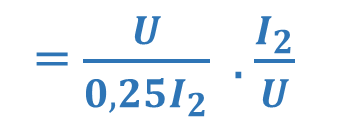 = U / 0,25I₂ . I₂ / U